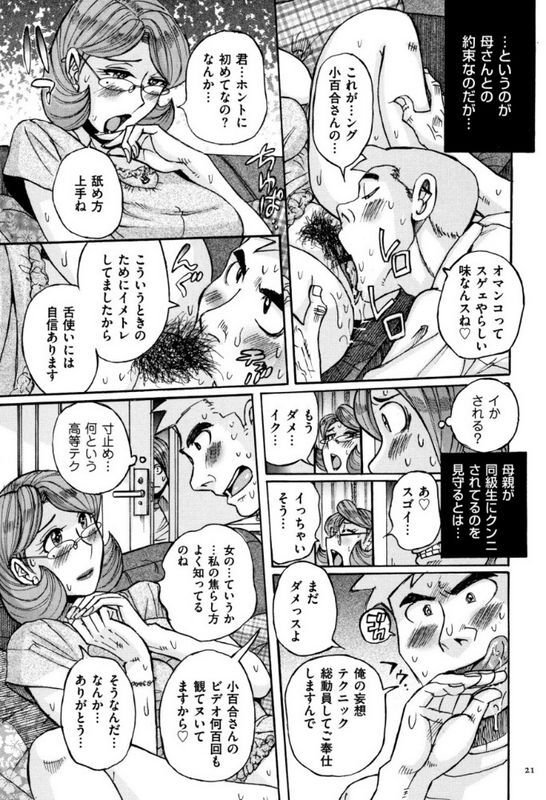 …というのが
母さんとの
約束なのだが…
これが…ング
小百合さんの…
君…ホントに
初めてなの?
なんか…
舐め方
上手ね
オマンコって
スゲェやらしい
味なんスね♡
こういうときの
ためにイメトレ
してましたから
舌使いには
自信あります
イか
される?
母親が
同級生にクンニ
されてるのを
見守るとは…
もう
ダメ…
イク…
あ♡
スゴイ…
イっちゃい
そう…
寸止め…
何という
高等テク
まだ
ダメっスよ
俺の妄想
テクニック
総動員してご奉仕
しますんで
女の…ていうか
…私の焦らし方
よく知ってる
のね
小百合さんの
ビデオ何百回も
観てヌいて
ますから♡
そうなんだ…
なんか…
ありがとう…
21